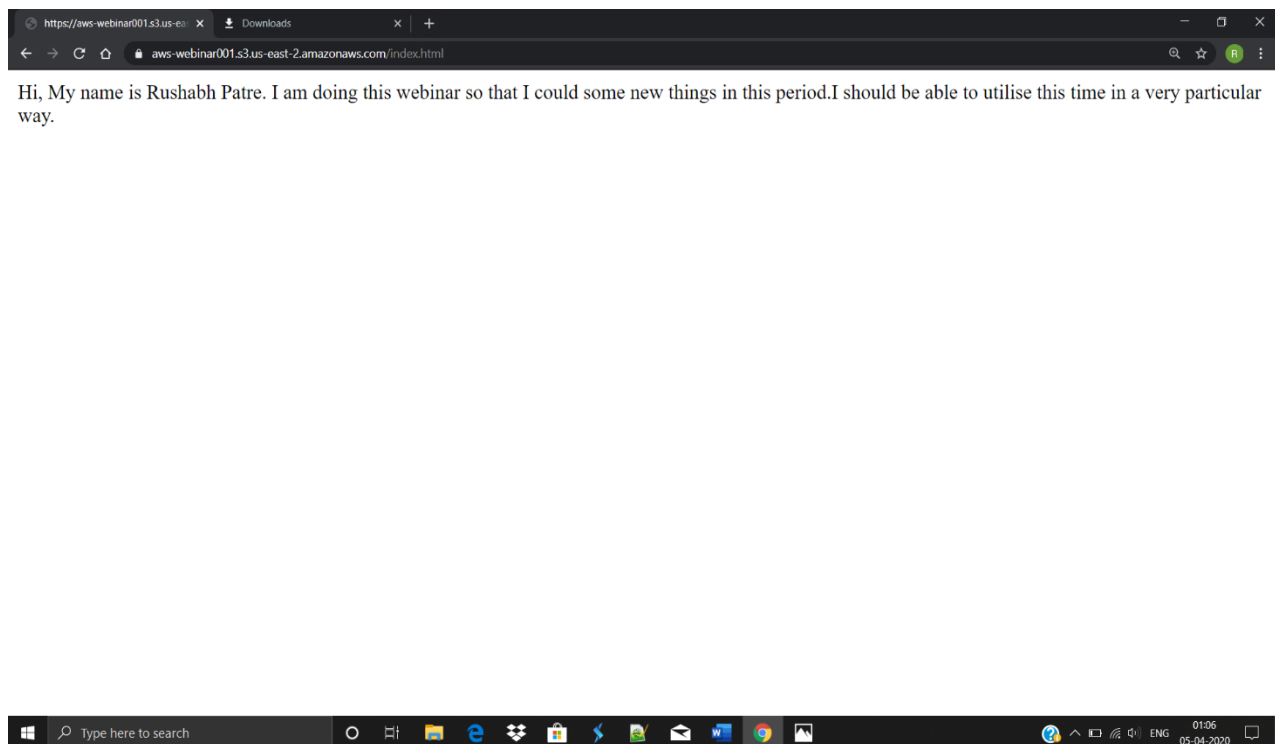 https://aws-webinar001.s3.us-ea
Downloads
aws-webinar001.s3.us-east-2.amazonaws.com/index.html
R
Hi, My name is Rushabh Patre. I am doing this webinar so that I could some new things in this period.I should be able to utilise this time in a very particular
way.
Type here to search
ENG
01:06
05-04-2020